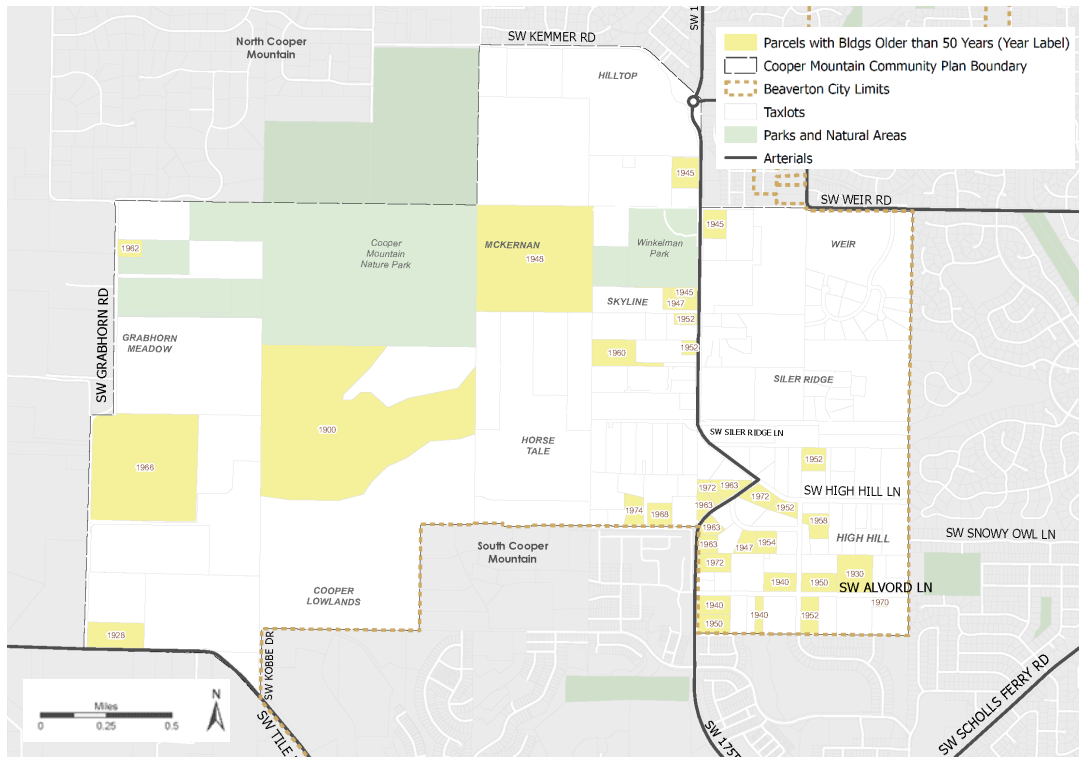 SW KEMMER RD
SW 1
North Cooper
Mountain
HILLTOP
Parcels with Bldgs Older than 50 Years (Year Label)
Cooper Mountain Community Plan Boundary
Beaverton City Limits
Taxlots
Parks and Natural Areas
Arterials
1945
SW WEIR RD
1945
1962
Cooper
Mountain
Nature Park
MCKERNAN
1948
Winkelman
Park
WEIR
SW GRABHORN RD
1945
SKYLINE
1947
1952
GRABHORN
MEADOW
1960
1952
SILER RIDGE
1900
SW SILER RIDGE LN
HORSE
TALE
1966
1952
1972
1963
1972
SW HIGH HILL LN
1974
1968
1963
1952
1963
1958
1963
1947
1954
HIGH HILL
SW SNOWY OWL LN
South Cooper
Mountain
1972
1940
1950
1930
SW ALVORD LN
COOPER
LOWLANDS
1940
1950
1940
1952
1970
1928
SW KOBBE DR
SW TILE
SW 175T
SW SCHOLLS FERRY RD
Miles
0
0.25
0.5
N